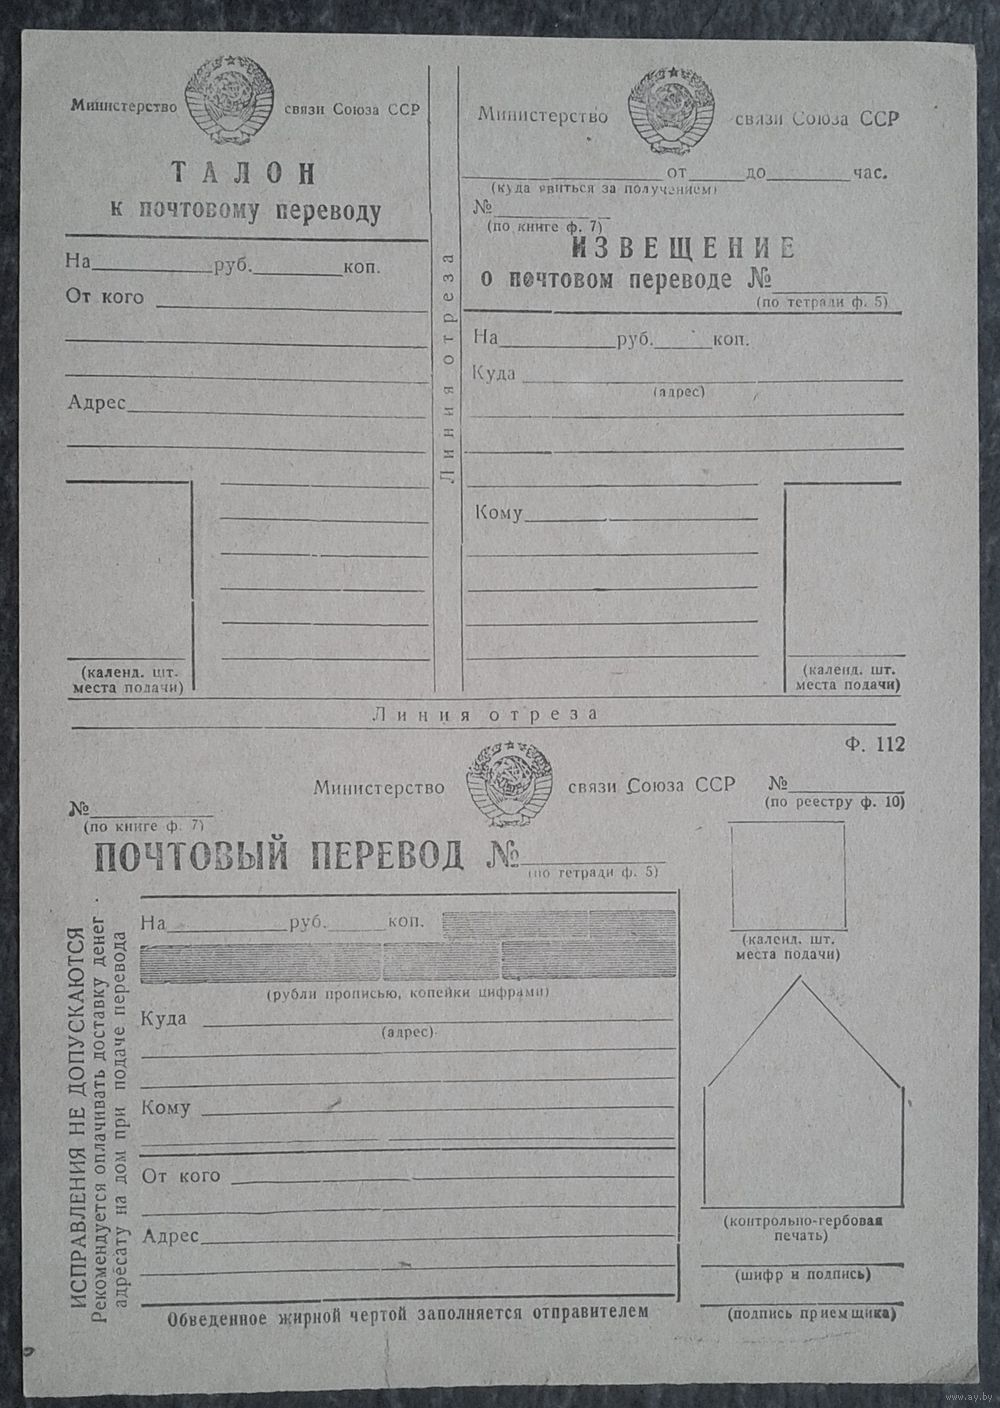 Министерство связи Союза ССР
ТАЛОН
к почтовому переводу
На руб. коп.
От кого
Адрес
(календ. шт.
места подачи)
Линия отреза
Министерство связи Союза ССР
от до час.
(куда явиться за получением)
№
(по книге ф. 7)
ИЗВЕЩЕНИЕ
о почтовом переводе №
(по тетради ф. 5)
На руб. коп.
Куда
(адрес)
Кому
(календ. шт.
места подачи)
Линия отреза
Ф. 112
Министерство связи Союза ССР
№
(по реестру ф. 10)
№
(по книге ф. 7)
ПОЧТОВЫЙ ПЕРЕВОД №
(по тетради ф. 5)
На руб. коп.
(рубли прописью, копейки цифрами)
Куда
(адрес)
Кому
От кого
Адрес
Обведенное жирной чертой заполняется отправителем
ИСПРАВЛЕНИЯ НЕ ДОПУСКАЮТСЯ
Рекомендуется оплачивать доставку денег
адресату на дом при подаче перевода
(календ. шт.
места подачи)
(контрольно-гербовая
печать)
(шифр и подпись)
(подпись приемщика)
www.ay.by